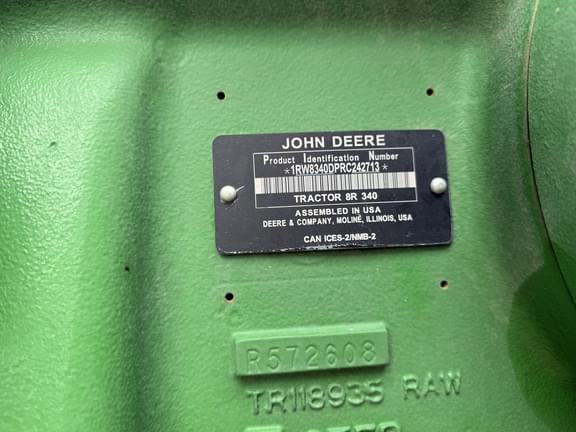 JOHN DEERE
Product Identification Number
*1RW8340DPRC242713*
TRACTOR 8R 340
ASSEMBLED IN USA
DEERE & COMPANY, MOLINE, ILLINOIS, USA
CAN ICES-2/NMB-2
R572608
TR118935 RAW